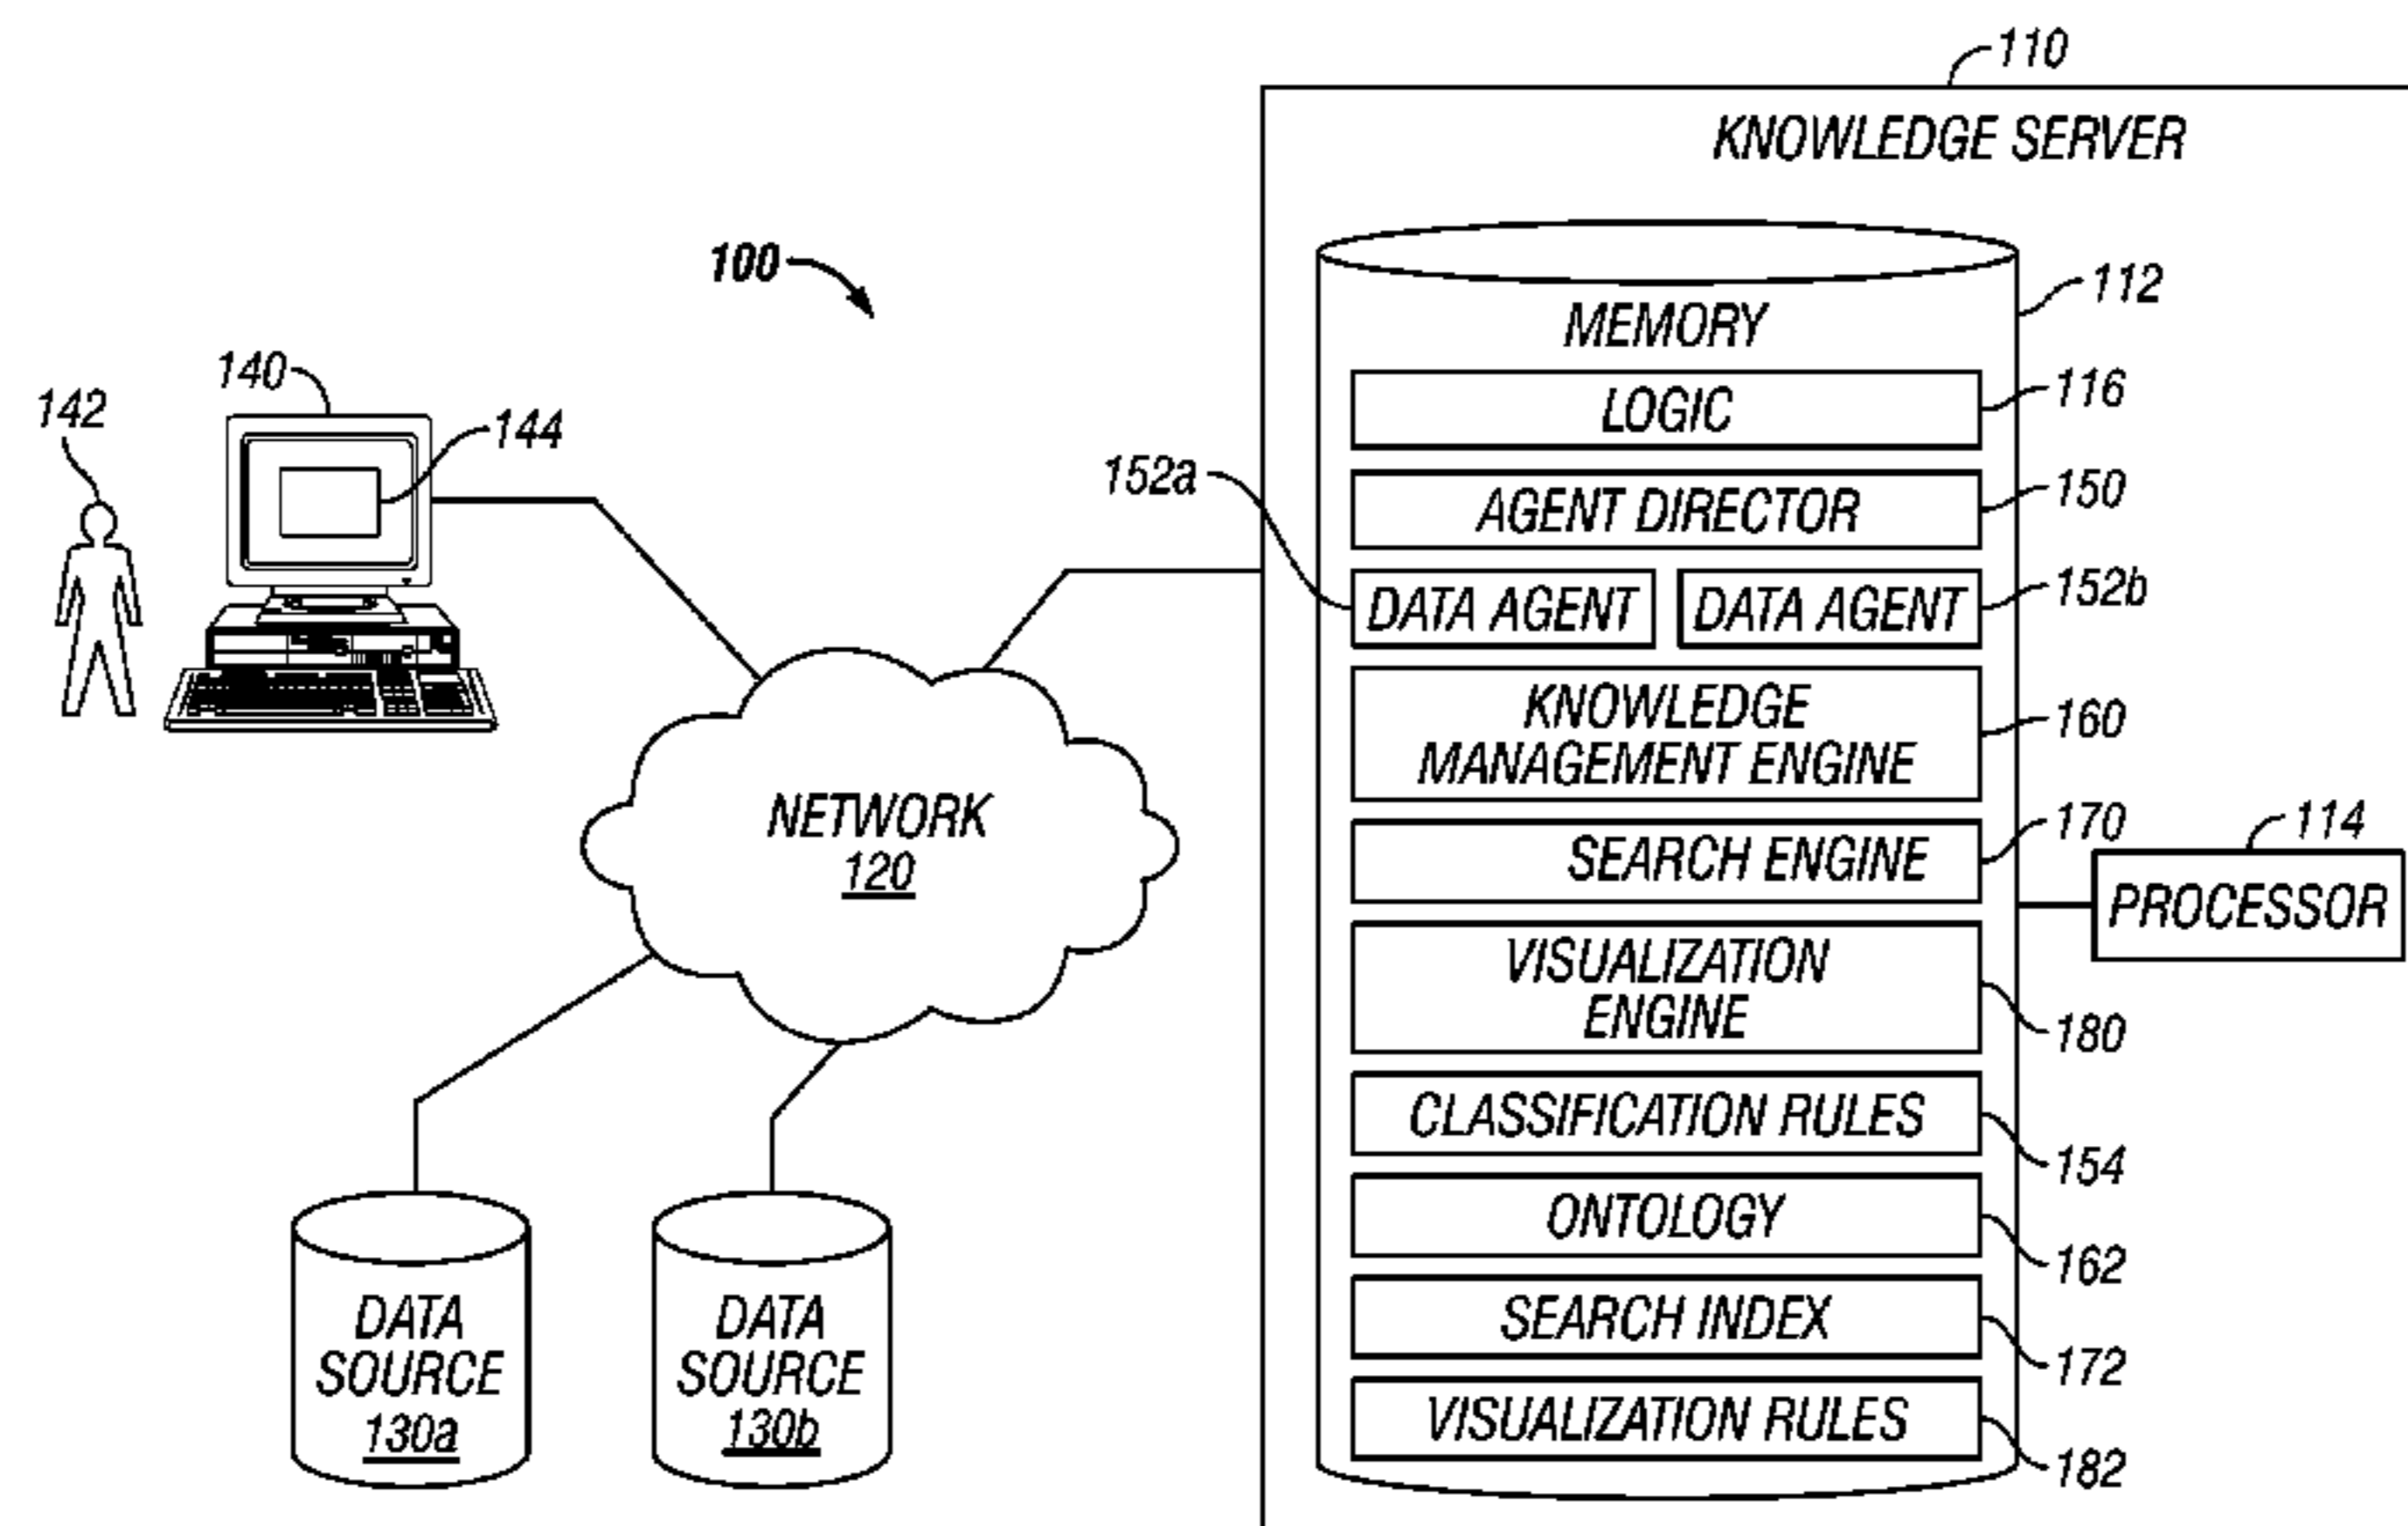 110
KNOWLEDGE SERVER
100
112
MEMORY
140
142
144
116
LOGIC
152a
150
AGENT DIRECTOR
152b
DATA AGENT
DATA AGENT
KNOWLEDGE
MANAGEMENT ENGINE
160
NETWORK
120
170
SEARCH ENGINE
114
PROCESSOR
VISUALIZATION
ENGINE
180
CLASSIFICATION RULES
154
ONTOLOGY
162
SEARCH INDEX
172
VISUALIZATION RULES
182
DATA
SOURCE
130a
DATA
SOURCE
130b